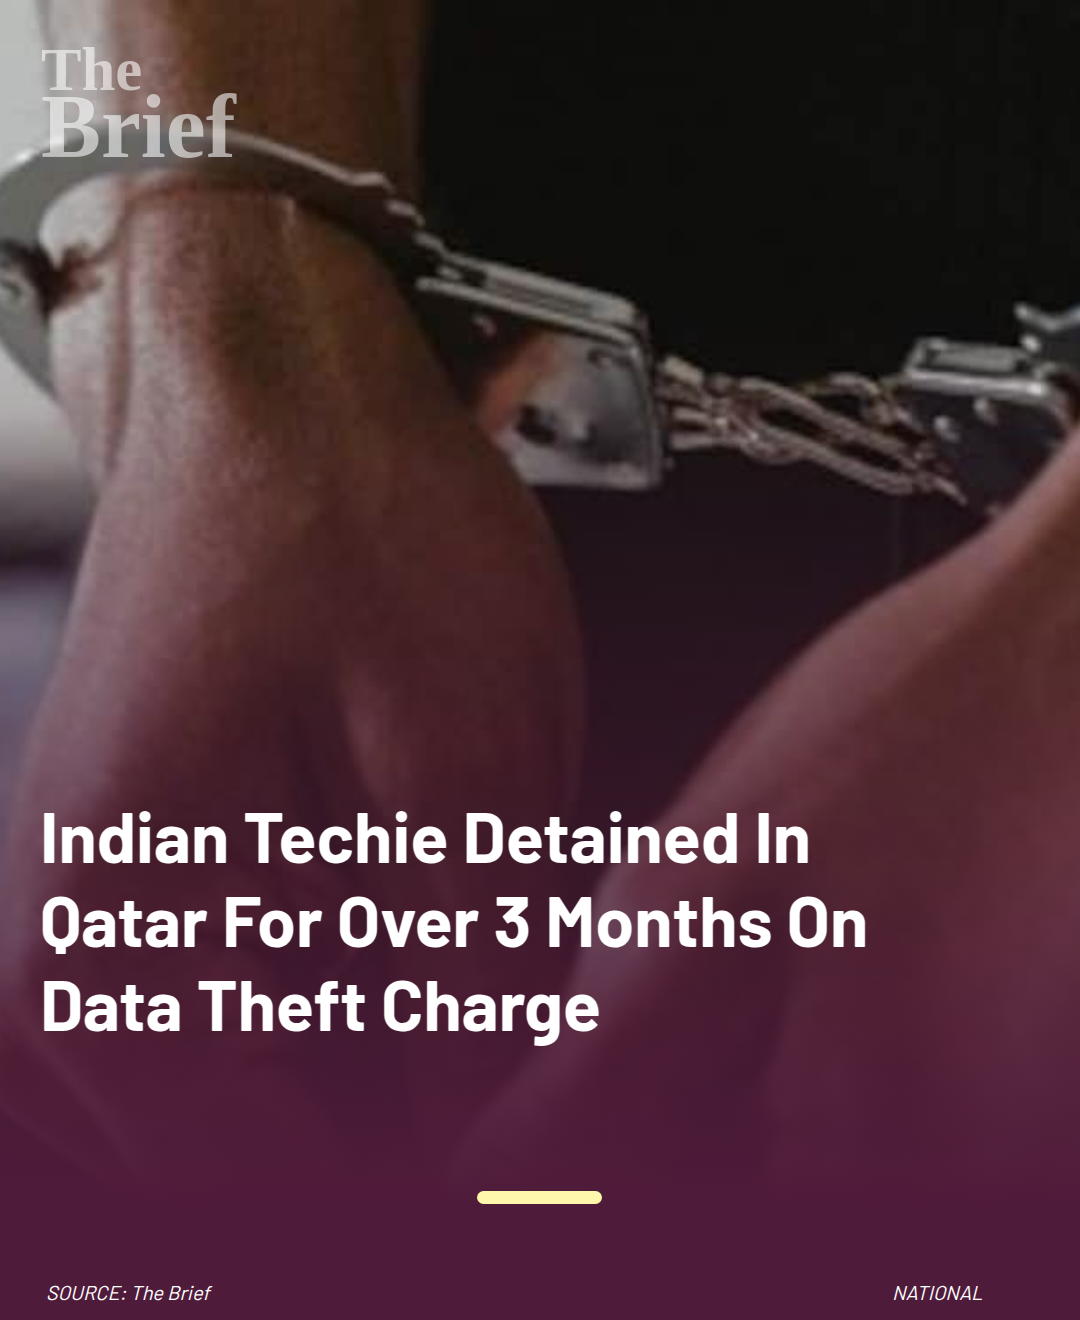 The
Brief
Indian Techie Detained In
Qatar For Over 3 Months On
Data Theft Charge
SOURCE: The Brief
NATIONAL